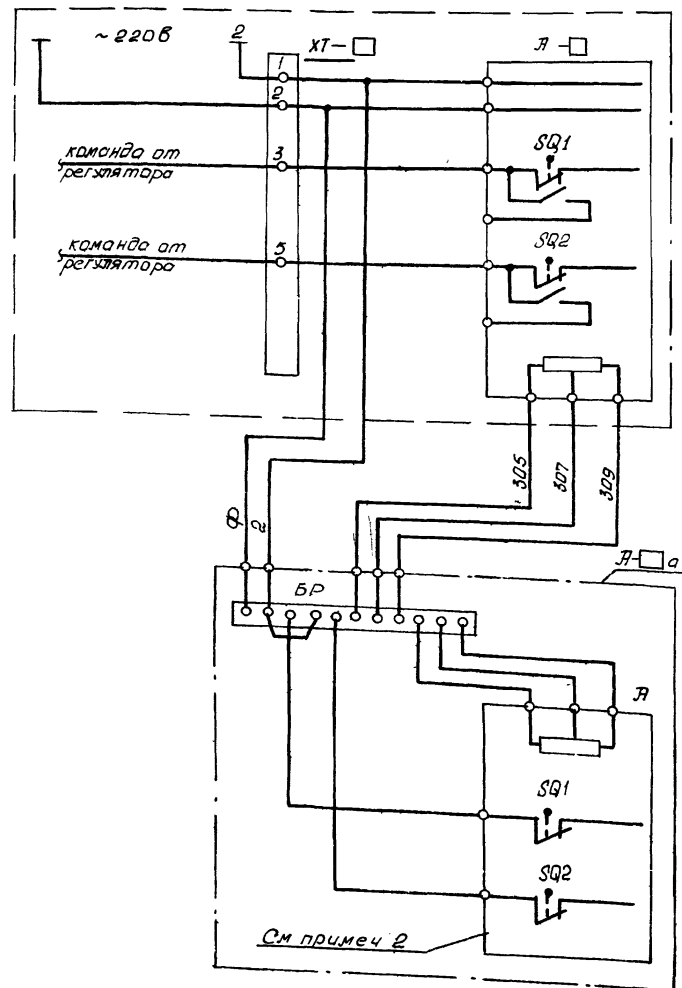 ~220в 2 ХТ-□ А-□
1
2
SQ1
команда от
регулятора
3
SQ2
команда от
регулятора
5
305 307 309
Ф 2
А-□а
БР
А
SQ1
SQ2
См примеч 2